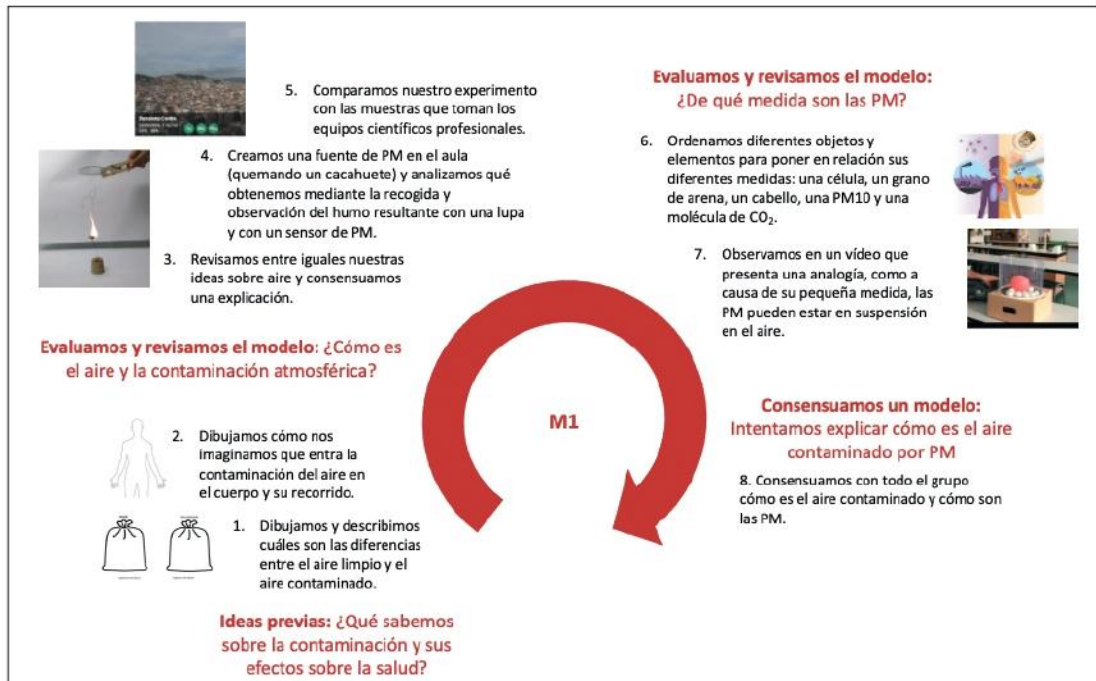 5. Comparamos nuestro experimento
con las muestras que toman los
equipos científicos profesionales.
4. Creamos una fuente de PM en el aula
(quemando un cacahuete) y analizamos qué
obtenemos mediante la recogida y
observación del humo resultante con una lupa
y con un sensor de PM.
3. Revisamos entre iguales nuestras
ideas sobre aire y consensuamos
una explicación.
Evaluamos y revisamos el modelo: ¿Cómo es
el aire y la contaminación atmosférica?
2. Dibujamos cómo nos
imaginamos que entra la
contaminación del aire en
el cuerpo y su recorrido.
1. Dibujamos y describimos
cuáles son las diferencias
entre el aire limpio y el
aire contaminado.
Ideas previas: ¿Qué sabemos
sobre la contaminación y sus
efectos sobre la salud?
M1
Evaluamos y revisamos el modelo:
¿De qué medida son las PM?
6. Ordenamos diferentes objetos y
elementos para poner en relación sus
diferentes medidas: una célula, un grano
de arena, un cabello, una PM10 y una
molécula de CO₂.
7. Observamos en un vídeo que
presenta una analogía, como a
causa de su pequeña medida, las
PM pueden estar en suspensión
en el aire.
Consensuamos un modelo:
Intentamos explicar cómo es el aire
contaminado por PM
8. Consensuamos con todo el grupo
cómo es el aire contaminado y cómo son
las PM.